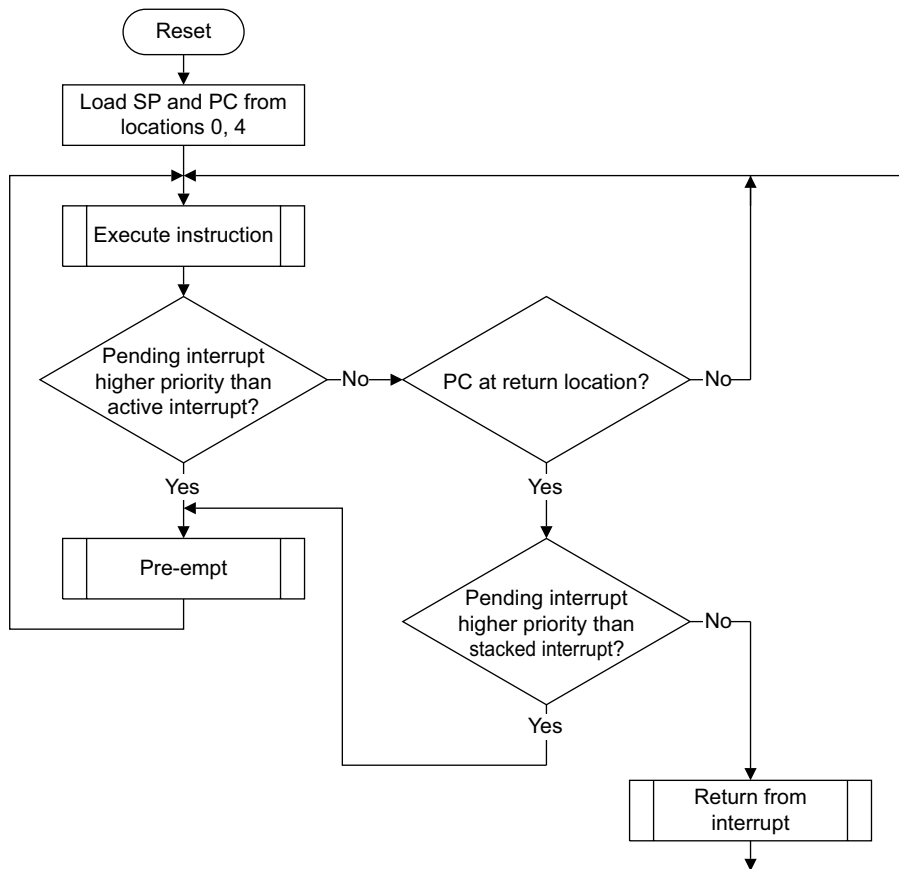 Reset
Load SP and PC from
locations 0, 4
Execute instruction
Pending interrupt
higher priority than
active interrupt?
No
PC at return location?
No
Yes
Yes
Pre-empt
Pending interrupt
higher priority than
stacked interrupt?
No
Yes
Return from
interrupt